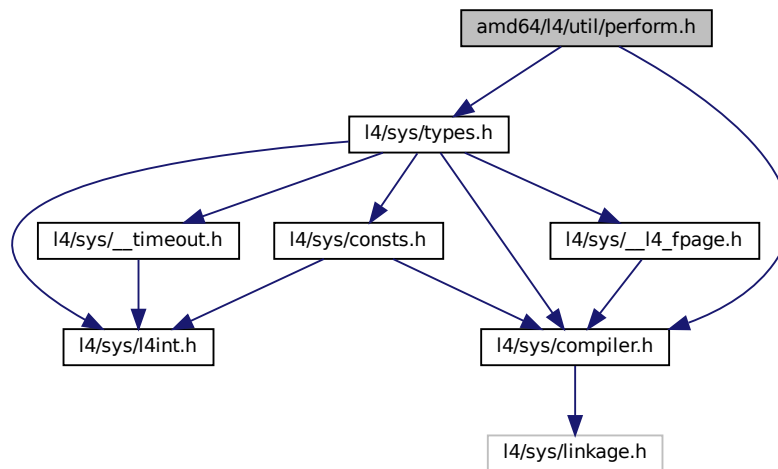 amd64/l4/util/perform.h
l4/sys/types.h
l4/sys/__timeout.h
l4/sys/consts.h
l4/sys/__l4_fpage.h
l4/sys/l4int.h
l4/sys/compiler.h
l4/sys/linkage.h